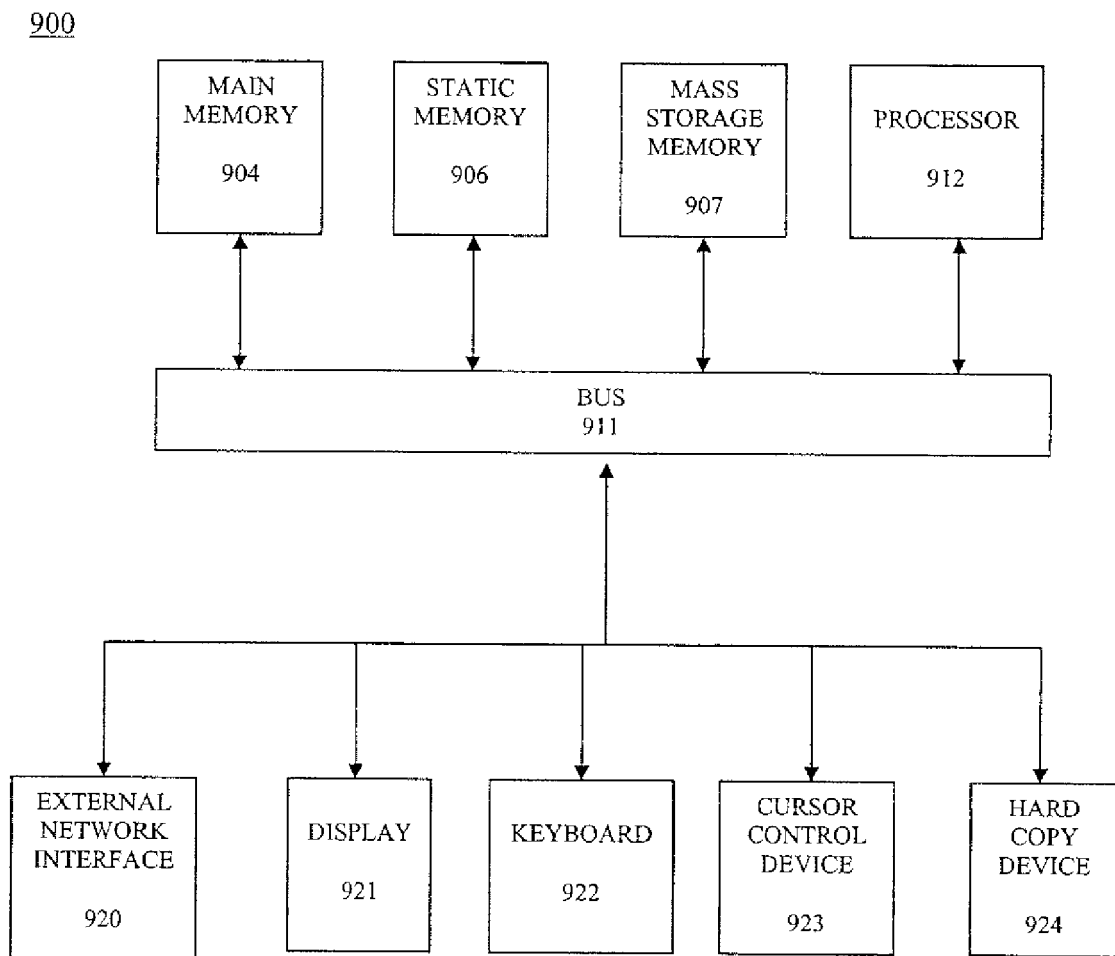 900
MAIN
MEMORY
904
STATIC
MEMORY
906
MASS
STORAGE
MEMORY
907
PROCESSOR
912
BUS
911
EXTERNAL
NETWORK
INTERFACE
920
DISPLAY
921
KEYBOARD
922
CURSOR
CONTROL
DEVICE
923
HARD
COPY
DEVICE
924